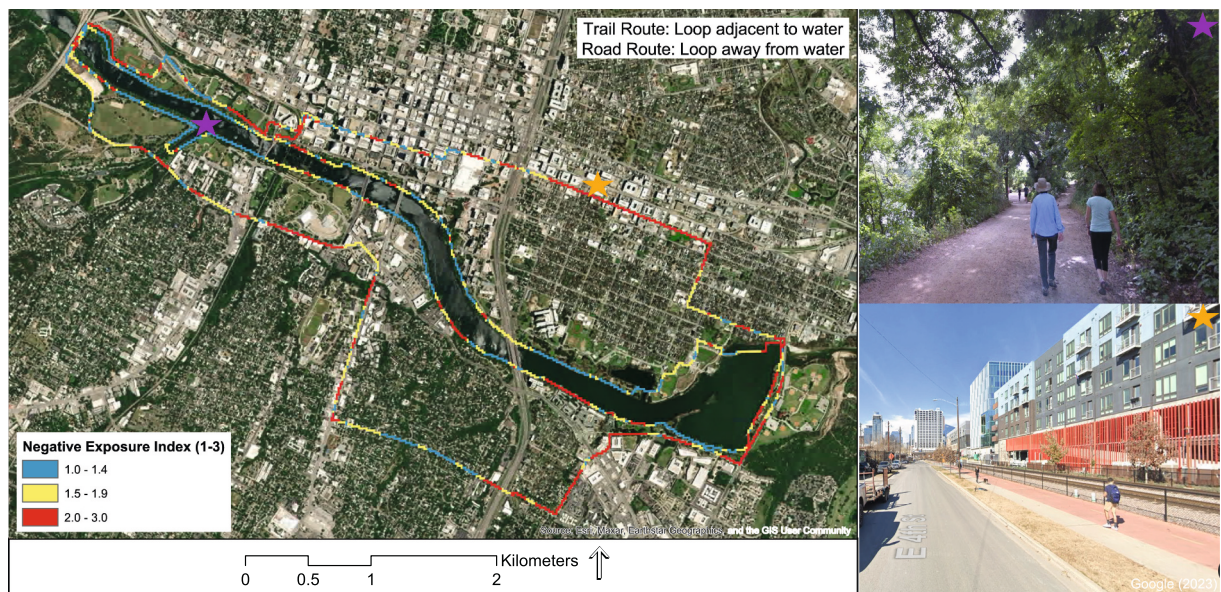 Trail Route: Loop adjacent to water
Road Route: Loop away from water
Negative Exposure Index (1-3)
1.0 - 1.4
1.5 - 1.9
2.0 - 3.0
Source: Esri, Maxar, Earthstar Geographics, and the GIS User Community
0 0.5 1 2 Kilometers
E 4th St
Google (2023)